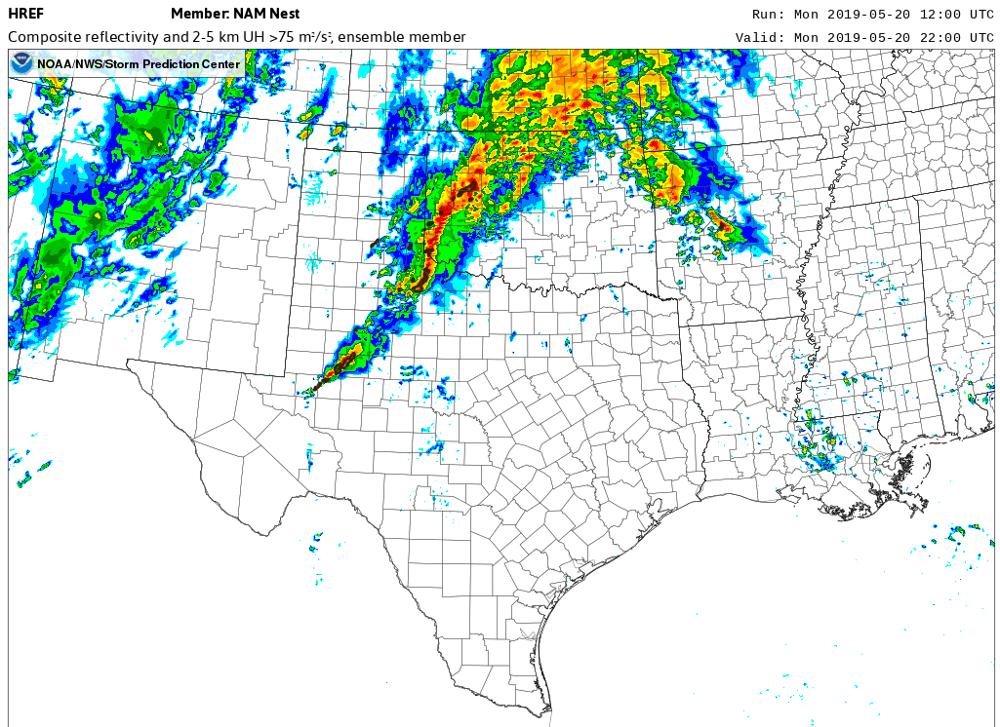 HREF Member: NAM Nest Run: Mon 2019-05-20 12:00 UTC
Composite reflectivity and 2-5 km UH >75 m²/s², ensemble member Valid: Mon 2019-05-20 22:00 UTC
NOAA/NWS/Storm Prediction Center